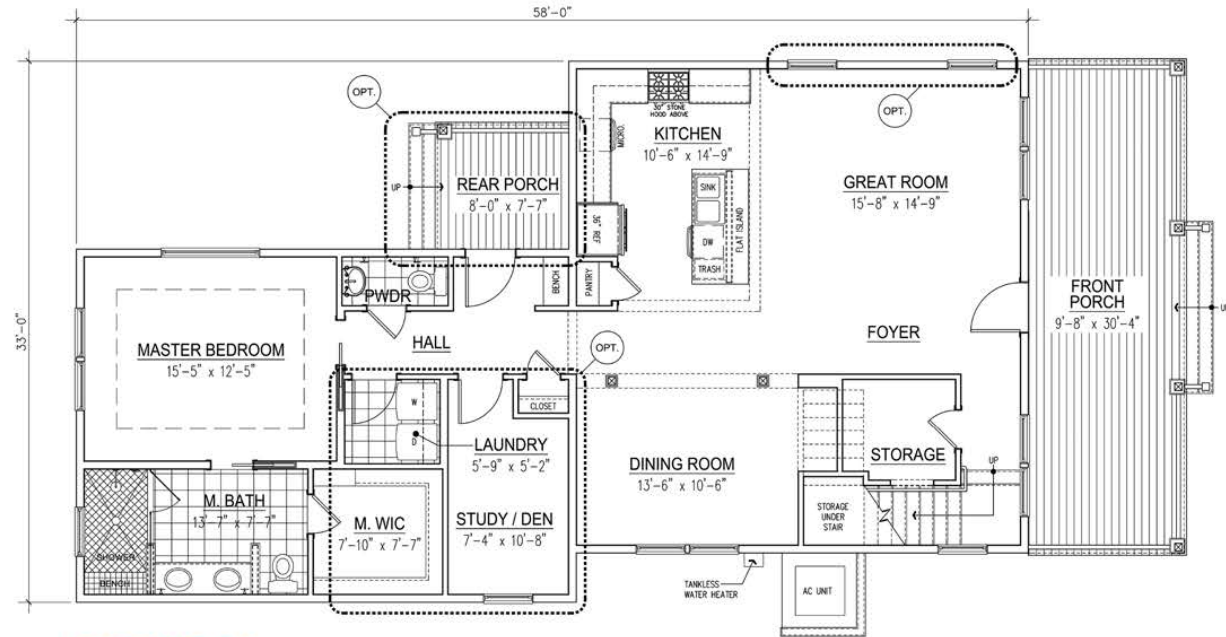 58'-0"
33'-0"
OPT.
OPT.
30" STONE
HOOD ABOVE
KITCHEN
10'-6" x 14'-9"
MICRO.
SINK
DW
TRASH
FLAT ISLAND
36" REF
PANTRY
GREAT ROOM
15'-8" x 14'-9"
REAR PORCH
8'-0" x 7'-7"
UP
BENCH
PWDR
HALL
MASTER BEDROOM
15'-5" x 12'-5"
OPT.
FOYER
FRONT
PORCH
9'-8" x 30'-4"
UP
CLOSET
W
D
LAUNDRY
5'-9" x 5'-2"
DINING ROOM
13'-6" x 10'-6"
STORAGE
UP
STORAGE
UNDER
STAIR
M. BATH
13'-7" x 7'-7"
SHOWER
BENCH
M. WIC
7'-10" x 7'-7"
STUDY / DEN
7'-4" x 10'-8"
TANKLESS
WATER HEATER
AC UNIT